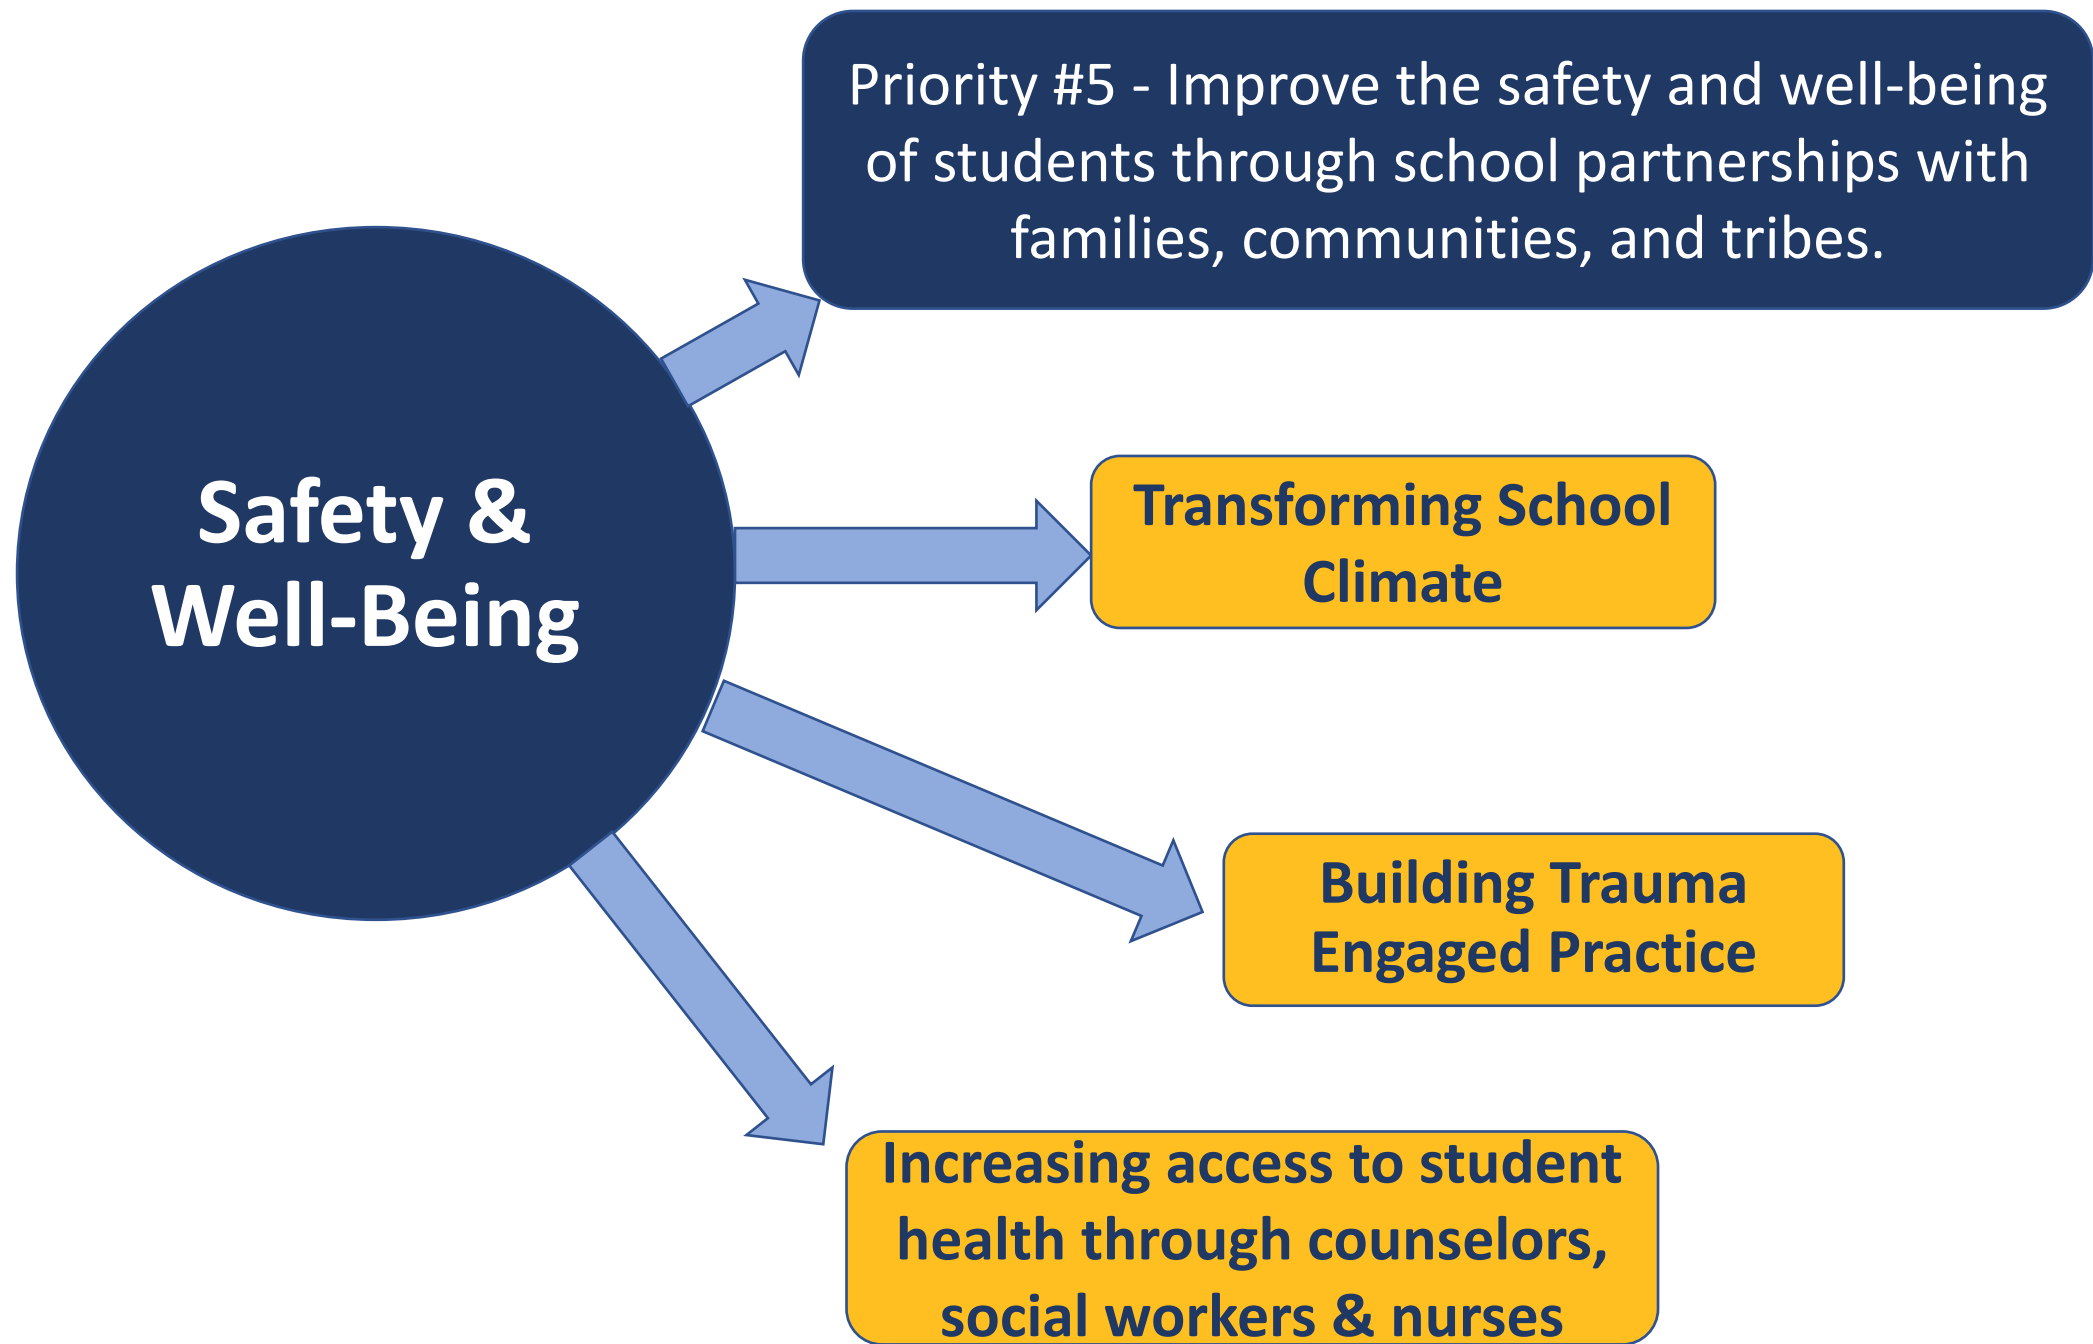 Priority #5 - Improve the safety and well-being
of students through school partnerships with
families, communities, and tribes.
Safety &
Well-Being
Transforming School
Climate
Building Trauma
Engaged Practice
Increasing access to student
health through counselors,
social workers & nurses